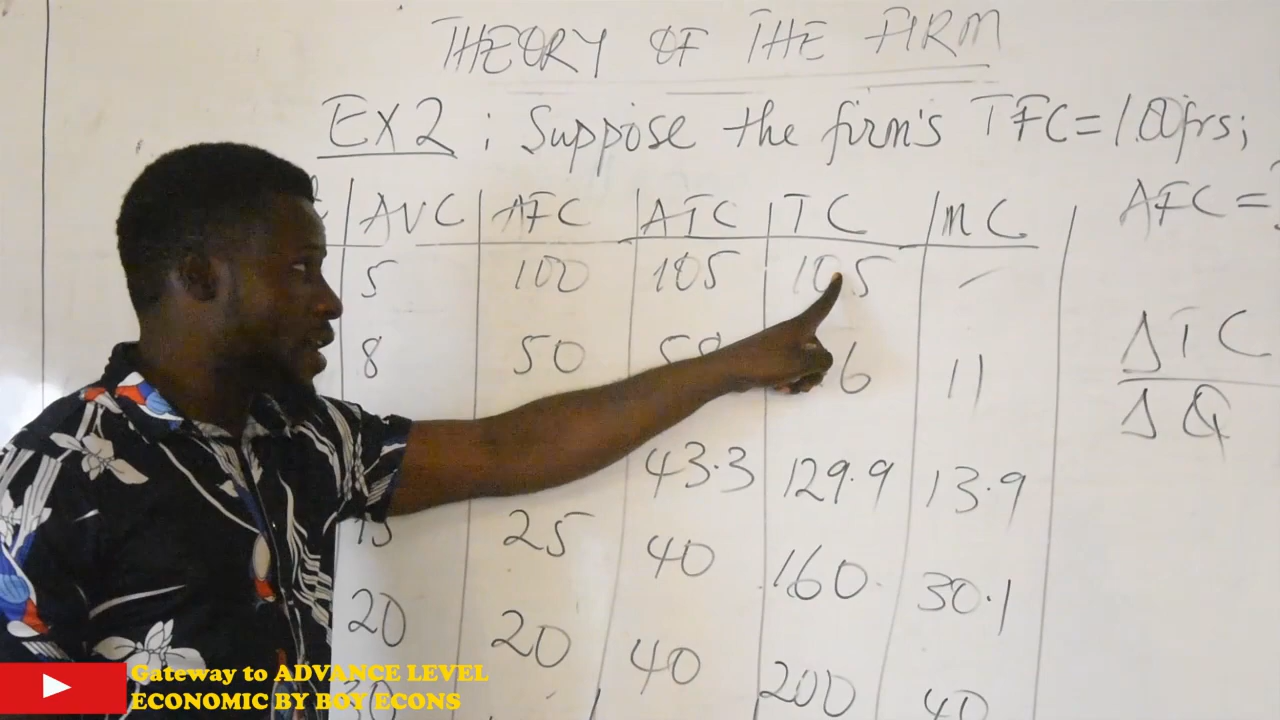 THEORY OF THE FIRM
EX2 : Suppose the firm's TFC=100frs;
AVC AFC ATC TC MC
AFC=
5 100 105 105 -
8 50 6 11
ΔTC
ΔQ
43.3 129.9 13.9
15 25 40 160 30.1
20 20 40 200 40
30
Gateway to ADVANCE LEVEL
ECONOMIC BY BOY ECONS